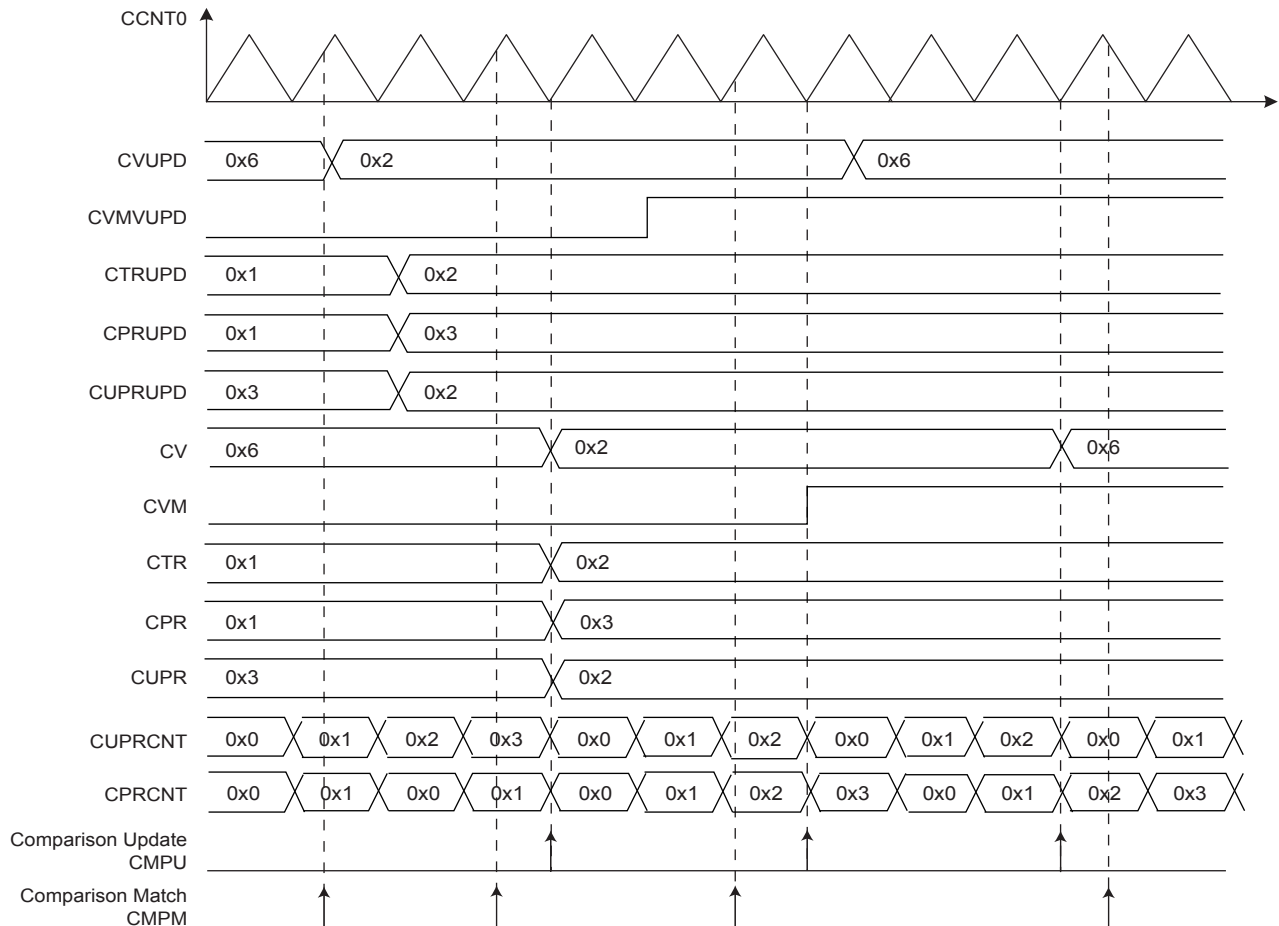 CCNT0
CVUPD 0x6 0x2 0x6
CVMVUPD
CTRUPD 0x1 0x2
CPRUPD 0x1 0x3
CUPRUPD 0x3 0x2
CV 0x6 0x2 0x6
CVM
CTR 0x1 0x2
CPR 0x1 0x3
CUPR 0x3 0x2
CUPRCNT 0x0 0x1 0x2 0x3 0x0 0x1 0x2 0x0 0x1 0x2 0x0 0x1
CPRCNT 0x0 0x1 0x0 0x1 0x0 0x1 0x2 0x3 0x0 0x1 0x2 0x3
Comparison Update
CMPU
Comparison Match
CMPM